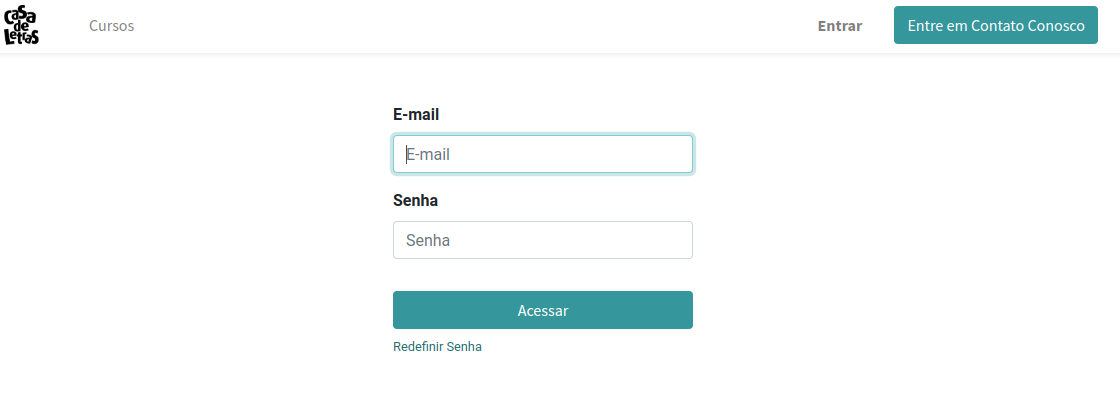 Casa
de
Letras
Cursos
Entrar
Entre em Contato Conosco
E-mail
E-mail
Senha
Senha
Acessar
Redefinir Senha